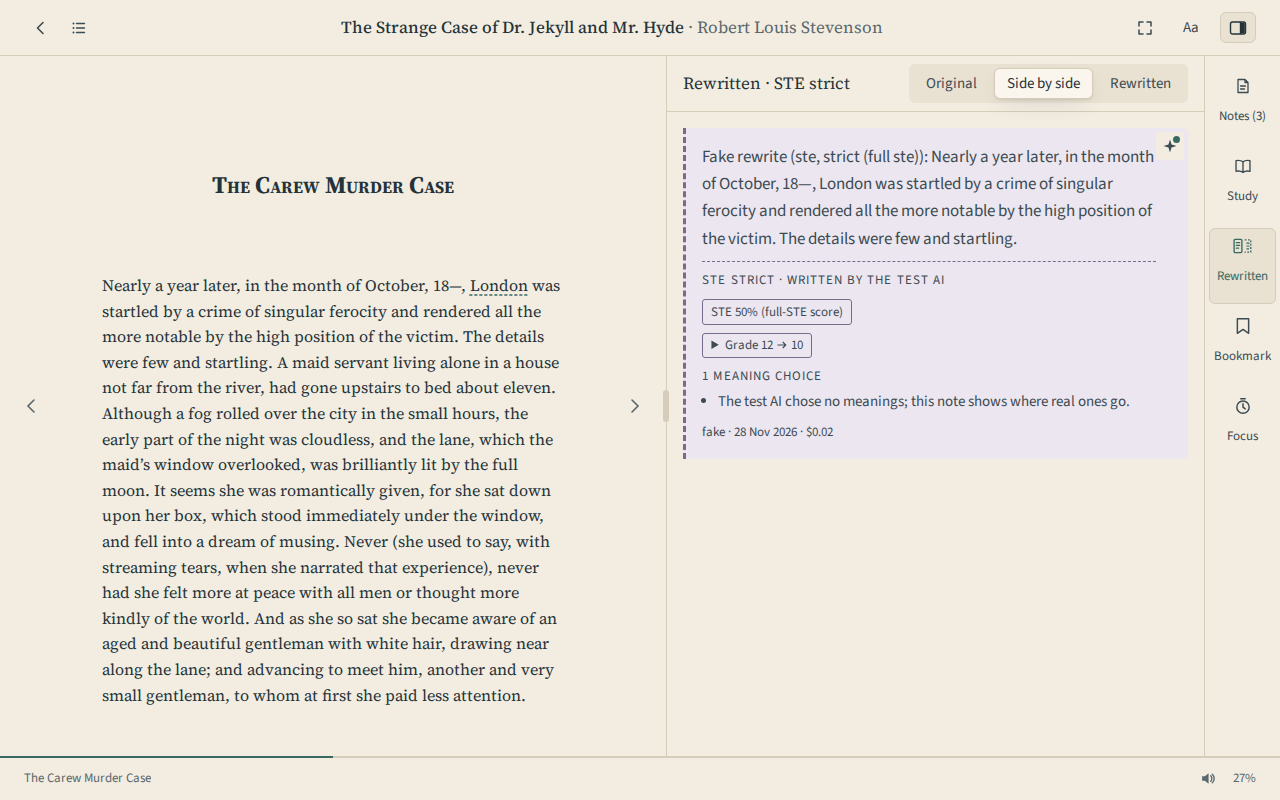 The Strange Case of Dr. Jekyll and Mr. Hyde · Robert Louis Stevenson
Aa
The Carew Murder Case
Nearly a year later, in the month of October, 18—, London was
startled by a crime of singular ferocity and rendered all the
more notable by the high position of the victim. The details
were few and startling. A maid servant living alone in a house
not far from the river, had gone upstairs to bed about eleven.
Although a fog rolled over the city in the small hours, the
early part of the night was cloudless, and the lane, which the
maid’s window overlooked, was brilliantly lit by the full
moon. It seems she was romantically given, for she sat down
upon her box, which stood immediately under the window,
and fell into a dream of musing. Never (she used to say, with
streaming tears, when she narrated that experience), never
had she felt more at peace with all men or thought more
kindly of the world. And as she so sat she became aware of an
aged and beautiful gentleman with white hair, drawing near
along the lane; and advancing to meet him, another and very
small gentleman, to whom at first she paid less attention.
Rewritten · STE strict
Original
Side by side
Rewritten
Fake rewrite (ste, strict (full ste)): Nearly a year later, in the month
of October, 18—, London was startled by a crime of singular
ferocity and rendered all the more notable by the high position of
the victim. The details were few and startling.
STE STRICT · WRITTEN BY THE TEST AI
STE 50% (full-STE score)
Grade 12 → 10
1 MEANING CHOICE
• The test AI chose no meanings; this note shows where real ones go.
fake · 28 Nov 2026 · $0.02
Notes (3)
Study
Rewritten
Bookmark
Focus
The Carew Murder Case
27%